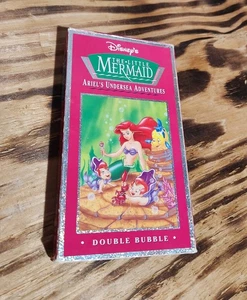 Disney's
THE LITTLE
MERMAID
ARIEL'S UNDERSEA ADVENTURES
• DOUBLE BUBBLE •